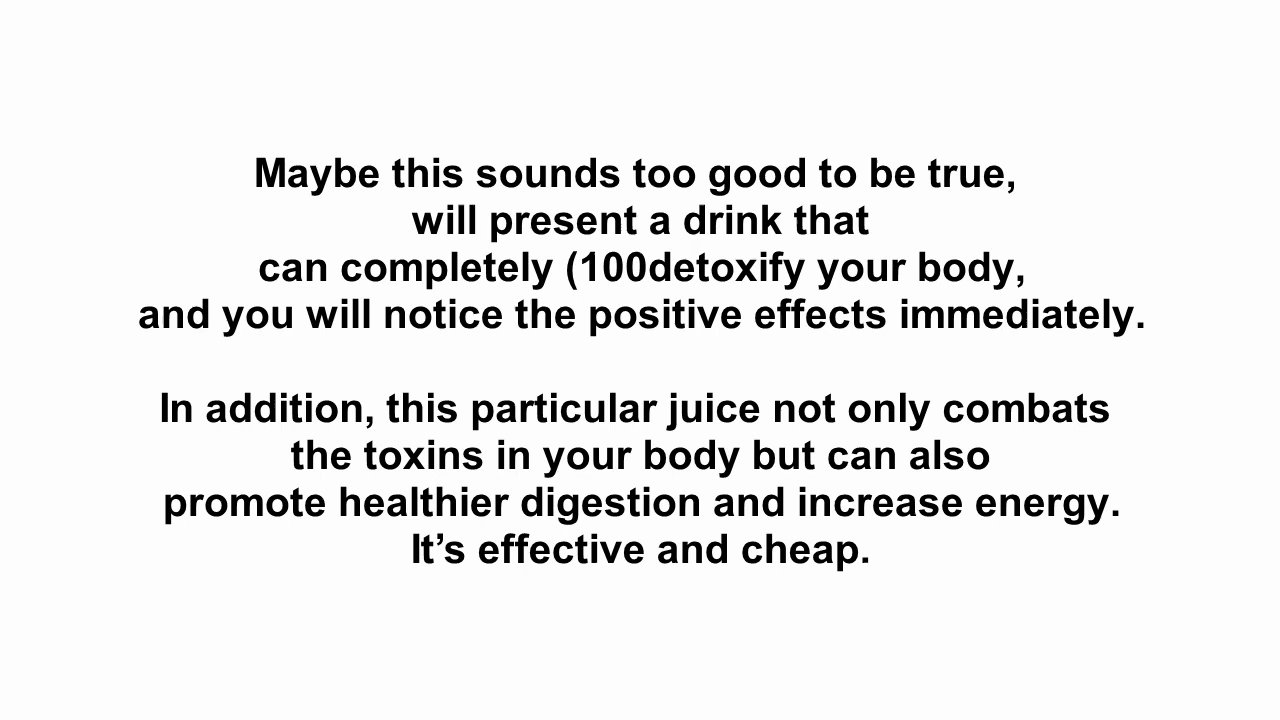 Maybe this sounds too good to be true,
will present a drink that
can completely (100detoxify your body,
and you will notice the positive effects immediately.
In addition, this particular juice not only combats
the toxins in your body but can also
promote healthier digestion and increase energy.
It’s effective and cheap.